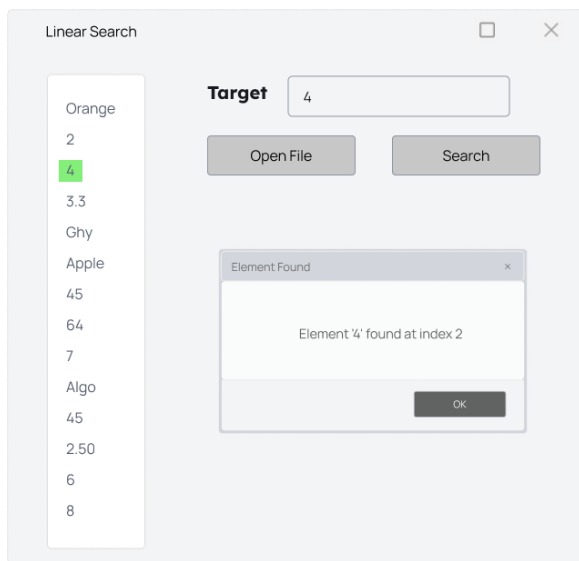 Linear Search
Orange
2
4
3.3
Ghy
Apple
45
64
7
Algo
45
2.50
6
8
Target
4
Open File
Search
Element Found
Element '4' found at index 2
OK